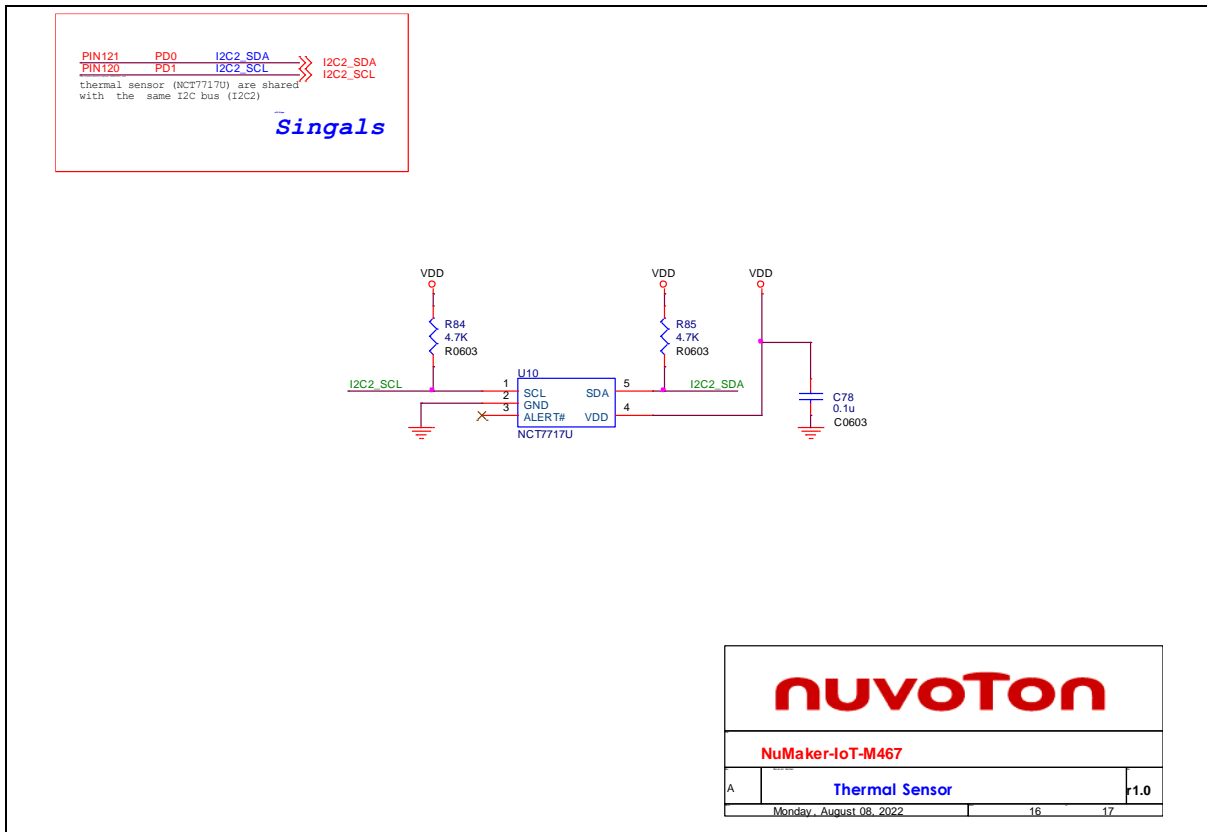 PIN121 PD0 I2C2_SDA I2C2_SDA
PIN120 PD1 I2C2_SCL I2C2_SCL
thermal sensor (NCT7717U) are shared
with the same I2C bus (I2C2)
Singals
VDD VDD VDD
R84
4.7K
R0603
R85
4.7K
R0603
U10
I2C2_SCL 1 SCL SDA 5 I2C2_SDA
2 GND
3 ALERT# VDD 4
NCT7717U
C78
0.1u
C0603
nuvoTon
NuMaker-IoT-M467
A Thermal Sensor r1.0
Monday, August 08, 2022 16 17